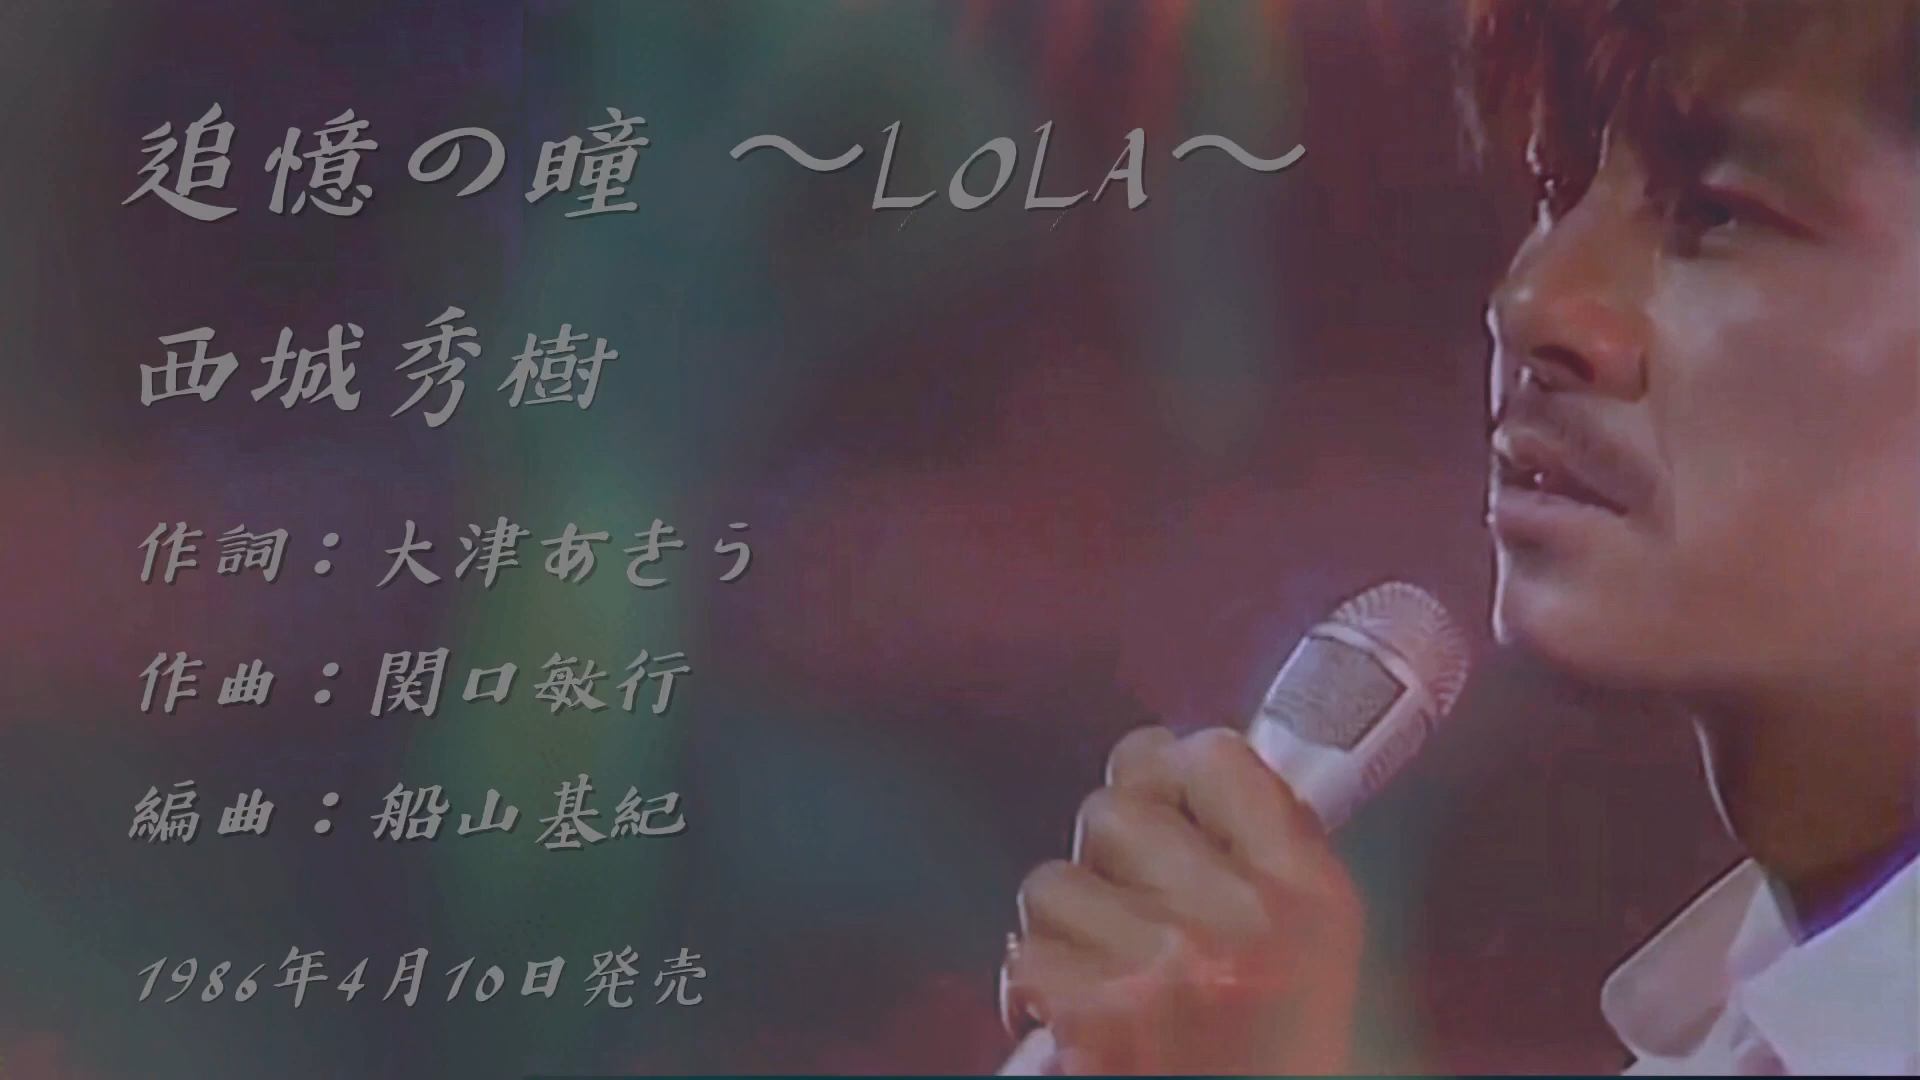 追憶の瞳 ～LOLA～
西城秀樹
作詞：大津あきら
作曲：関口敏行
編曲：船山基紀
1986年4月10日発売